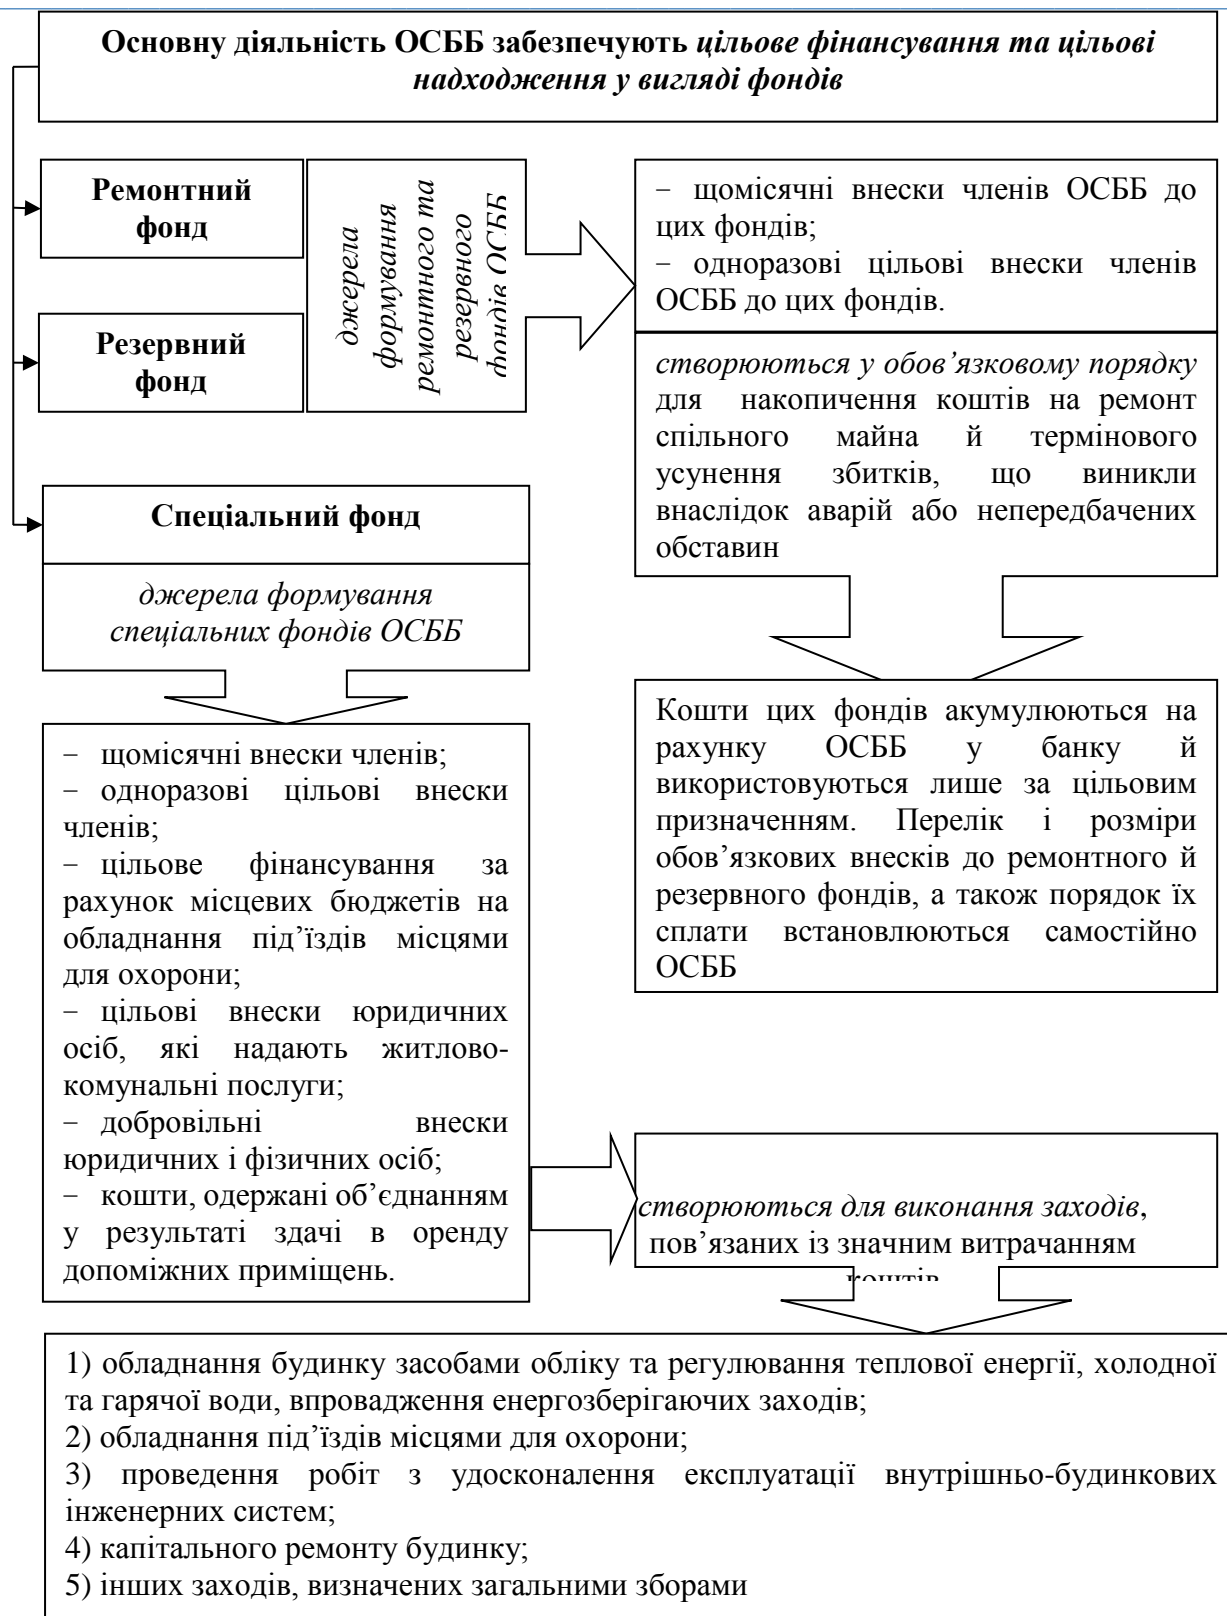 Основну діяльність ОСББ забезпечують цільове фінансування та цільові
надходження у вигляді фондів
Ремонтний
фонд
Резервний
фонд
джерела
формування
ремонтного та
резервного
фондів ОСББ
− щомісячні внески членів ОСББ до
цих фондів;
− одноразові цільові внески членів
ОСББ до цих фондів.
створюються у обов’язковому порядку
для накопичення коштів на ремонт
спільного майна й термінового
усунення збитків, що виникли
внаслідок аварій або непередбачених
обставин
Кошти цих фондів акумулюються на
рахунку ОСББ у банку й
використовуються лише за цільовим
призначенням. Перелік і розміри
обов’язкових внесків до ремонтного й
резервного фондів, а також порядок їх
сплати встановлюються самостійно
ОСББ
Спеціальний фонд
джерела формування
спеціальних фондів ОСББ
− щомісячні внески членів;
− одноразові цільові внески
членів;
− цільове фінансування за
рахунок місцевих бюджетів на
обладнання під’їздів місцями
для охорони;
− цільові внески юридичних
осіб, які надають житлово-
комунальні послуги;
− добровільні внески
юридичних і фізичних осіб;
− кошти, одержані об’єднанням
у результаті здачі в оренду
допоміжних приміщень.
створюються для виконання заходів,
пов’язаних із значним витрачанням
коштів
1) обладнання будинку засобами обліку та регулювання теплової енергії, холодної
та гарячої води, впровадження енергозберігаючих заходів;
2) обладнання під’їздів місцями для охорони;
3) проведення робіт з удосконалення експлуатації внутрішньо-будинкових
інженерних систем;
4) капітального ремонту будинку;
5) інших заходів, визначених загальними зборами